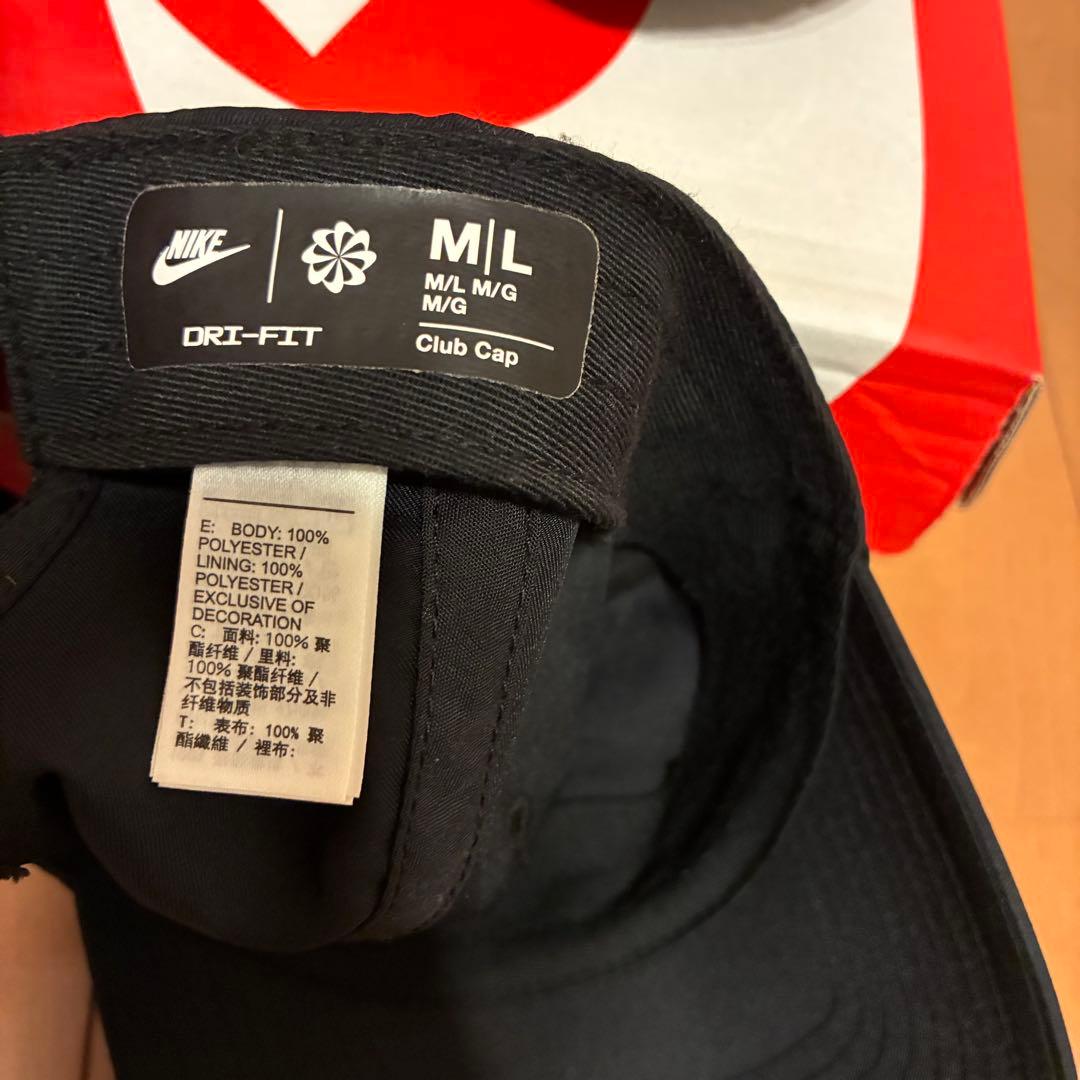 NIKE
DRI-FIT
M|L
M/L M/G
M/G
Club Cap
E: BODY: 100%
POLYESTER /
LINING: 100%
POLYESTER /
EXCLUSIVE OF
DECORATION
C: 面料: 100% 聚
酯纤维 / 里料:
100% 聚酯纤维 /
不包括装饰部分及非
纤维物质
T: 表布: 100% 聚
酯纖維 / 裡布: